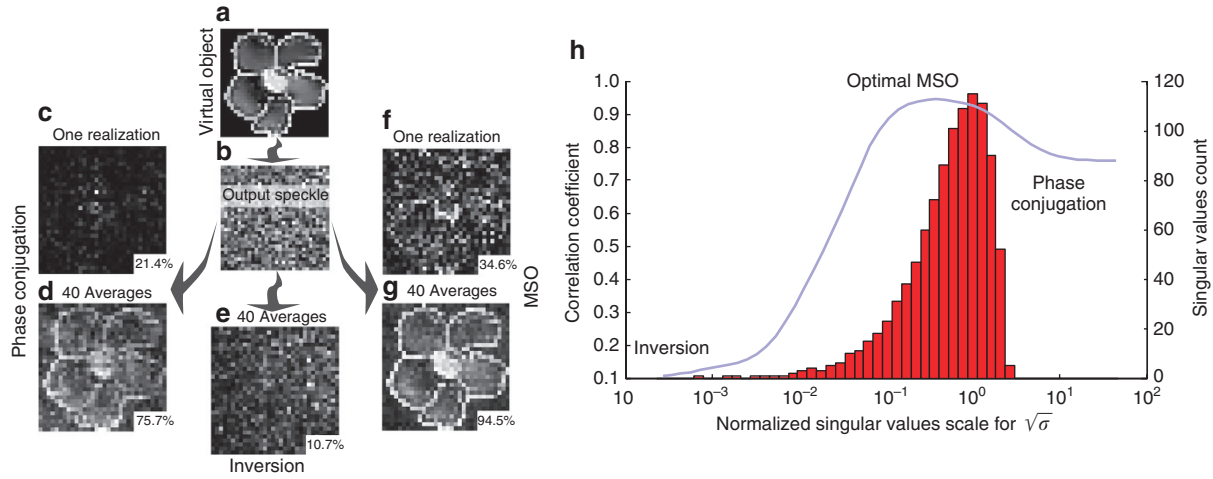 a
Virtual object
b
Output speckle
c
One realization
21.4%
Phase conjugation
d
40 Averages
75.7%
e
40 Averages
10.7%
Inversion
f
One realization
34.6%
MSO
g
40 Averages
94.5%
h
Optimal MSO
Phase
conjugation
Inversion
Correlation coefficient
1.0
0.9
0.9
0.7
0.6
0.5
0.4
0.3
0.2
0.1
Singular values count
120
100
80
60
40
20
0
10
10⁻³
10⁻²
10⁻¹
10⁰
10¹
10²
Normalized singular values scale for √σ